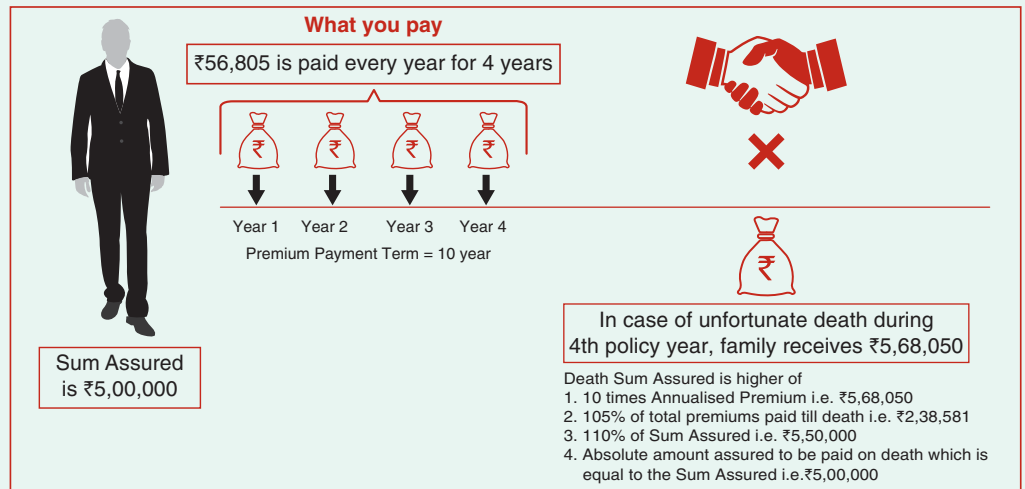 What you pay
₹56,805 is paid every year for 4 years
₹ ₹ ₹ ₹
Year 1 Year 2 Year 3 Year 4
Premium Payment Term = 10 year
Sum Assured
is ₹5,00,000
₹
In case of unfortunate death during
4th policy year, family receives ₹5,68,050
Death Sum Assured is higher of
1. 10 times Annualised Premium i.e. ₹5,68,050
2. 105% of total premiums paid till death i.e. ₹2,38,581
3. 110% of Sum Assured i.e. ₹5,50,000
4. Absolute amount assured to be paid on death which is
equal to the Sum Assured i.e.₹5,00,000